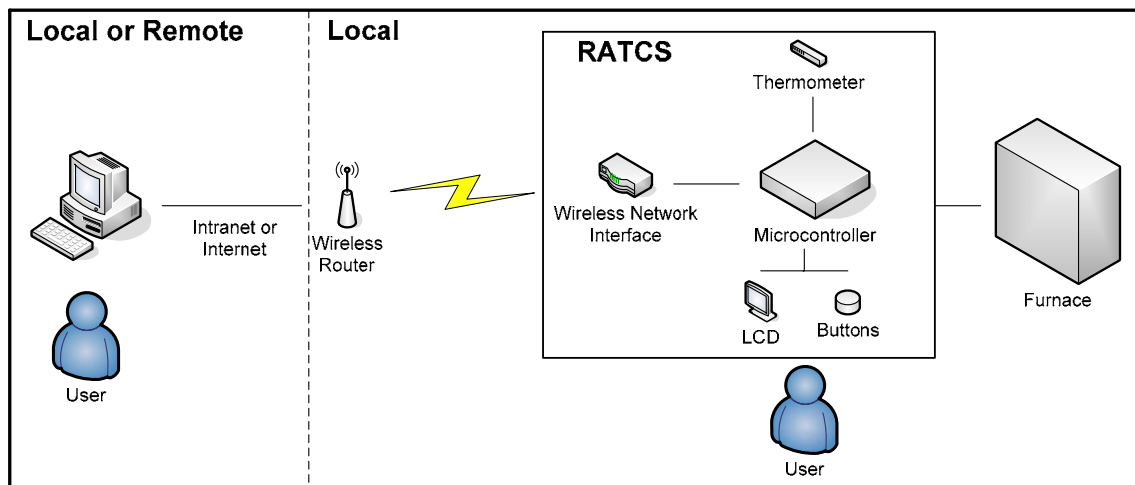 Local or Remote
Local
RATCS
Thermometer
Intranet or
Internet
Wireless
Router
Wireless Network
Interface
Microcontroller
Furnace
LCD
Buttons
User
User